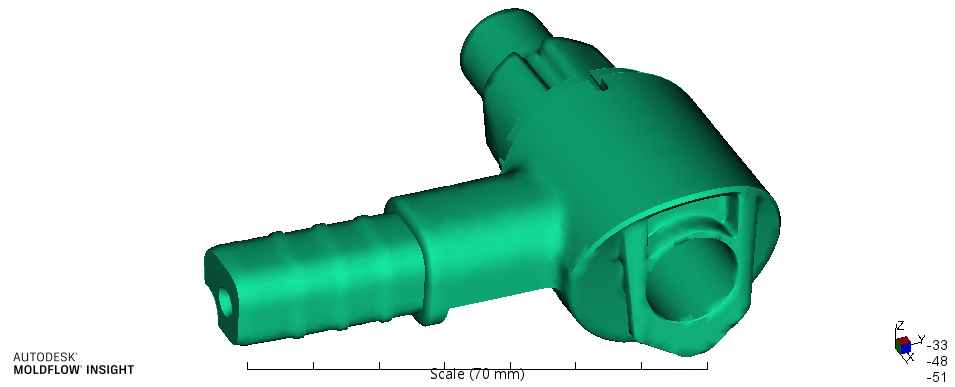 Z
Y
X
-33
-48
-51
AUTODESK®
MOLDFLOW® INSIGHT
Scale (70 mm)